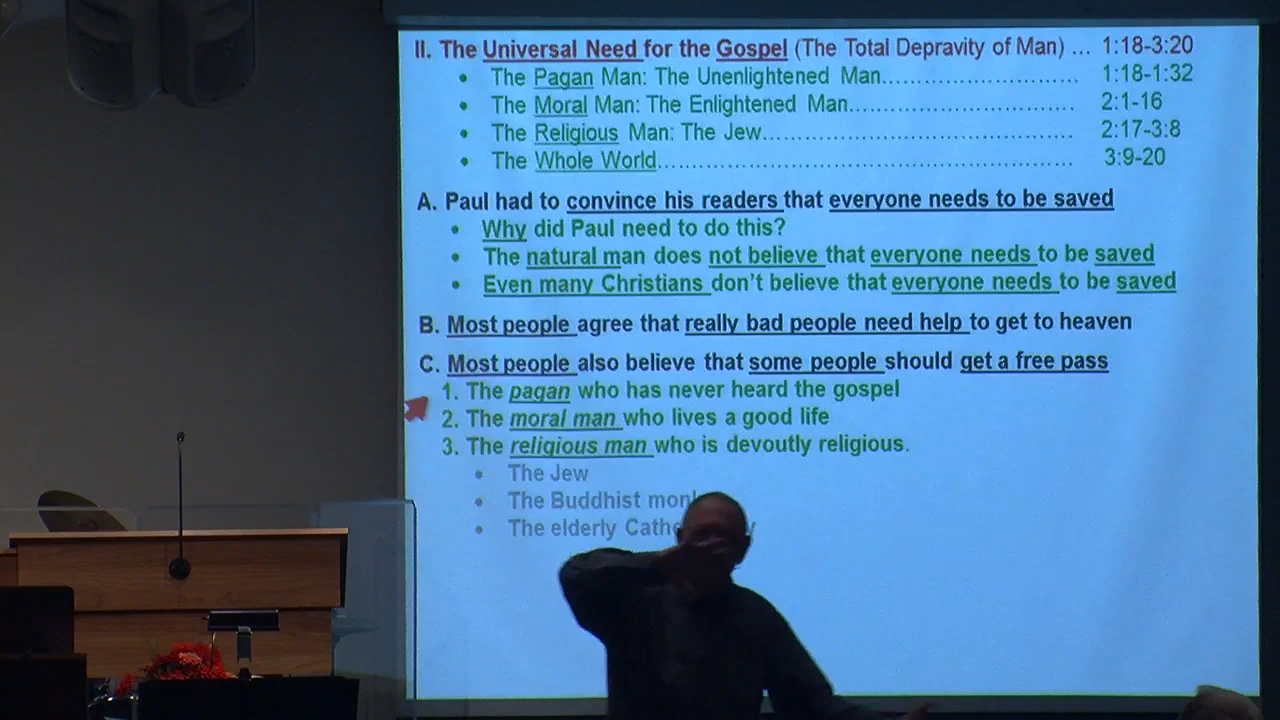 II. The Universal Need for the Gospel (The Total Depravity of Man) ... 1:18-3:20
• The Pagan Man: The Unenlightened Man............................ 1:18-1:32
• The Moral Man: The Enlightened Man................................ 2:1-16
• The Religious Man: The Jew............................................ 2:17-3:8
• The Whole World............................................................ 3:9-20
A. Paul had to convince his readers that everyone needs to be saved
• Why did Paul need to do this?
• The natural man does not believe that everyone needs to be saved
• Even many Christians don't believe that everyone needs to be saved
B. Most people agree that really bad people need help to get to heaven
C. Most people also believe that some people should get a free pass
1. The pagan who has never heard the gospel
2. The moral man who lives a good life
3. The religious man who is devoutly religious.
• The Jew
• The Buddhist
• The elderly